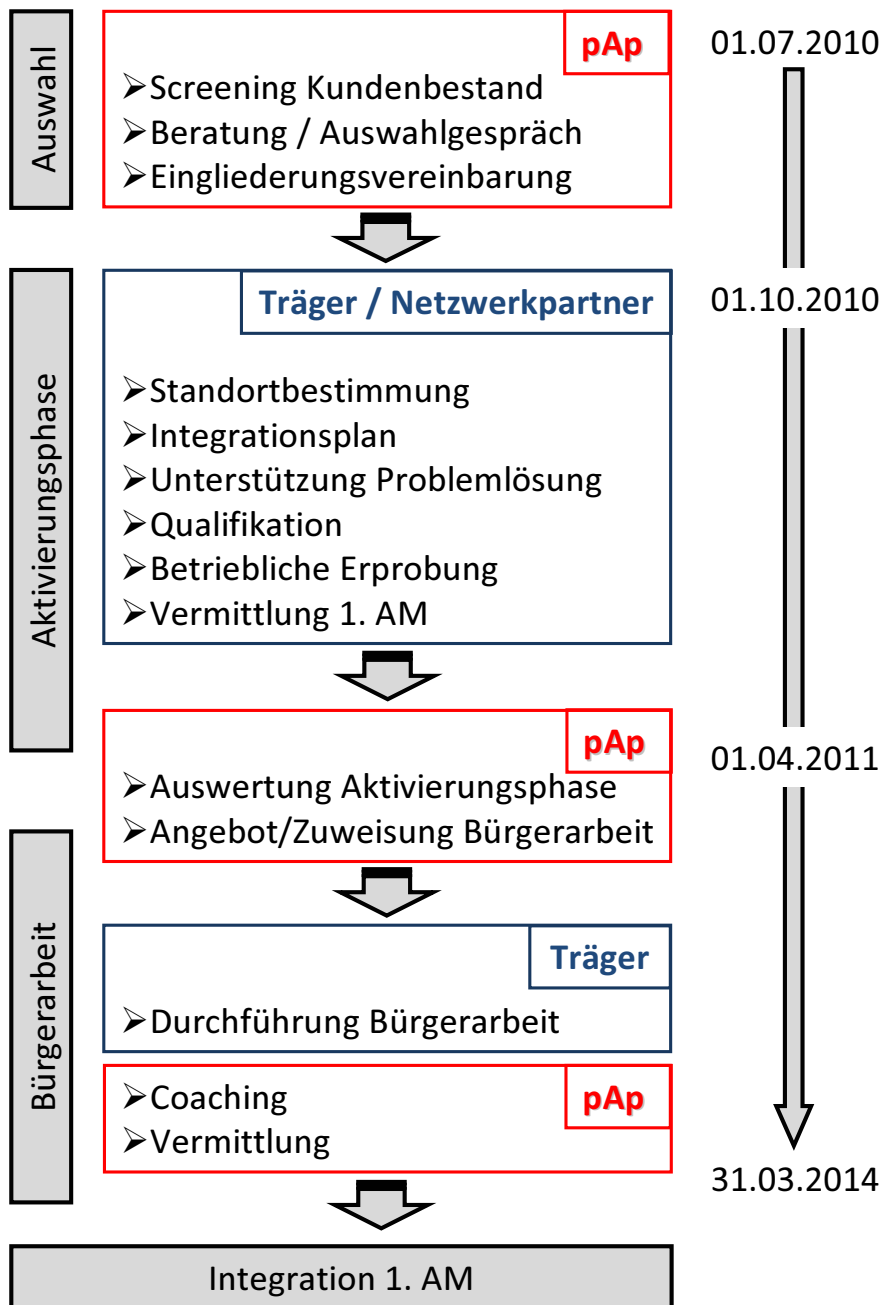 Auswahl
pAp
01.07.2010
➢Screening Kundenbestand
➢Beratung / Auswahlgespräch
➢Eingliederungsvereinbarung
Aktivierungsphase
Träger / Netzwerkpartner
01.10.2010
➢Standortbestimmung
➢Integrationsplan
➢Unterstützung Problemlösung
➢Qualifikation
➢Betriebliche Erprobung
➢Vermittlung 1. AM
pAp
01.04.2011
➢Auswertung Aktivierungsphase
➢Angebot/Zuweisung Bürgerarbeit
Bürgerarbeit
Träger
➢Durchführung Bürgerarbeit
pAp
➢Coaching
➢Vermittlung
31.03.2014
Integration 1. AM